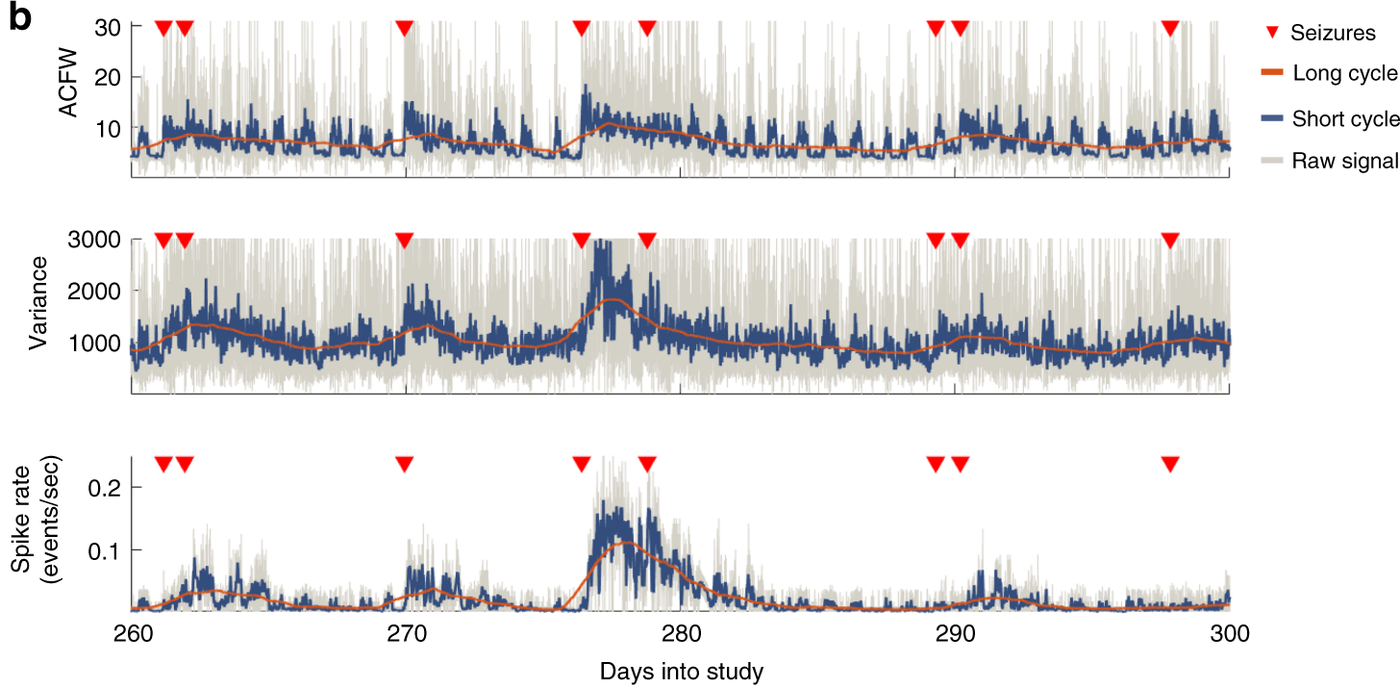 b
30
20
10
ACFW
Seizures
Long cycle
Short cycle
Raw signal
3000
2000
1000
Variance
0.2
0.1
Spike rate
(events/sec)
260
270
280
290
300
Days into study